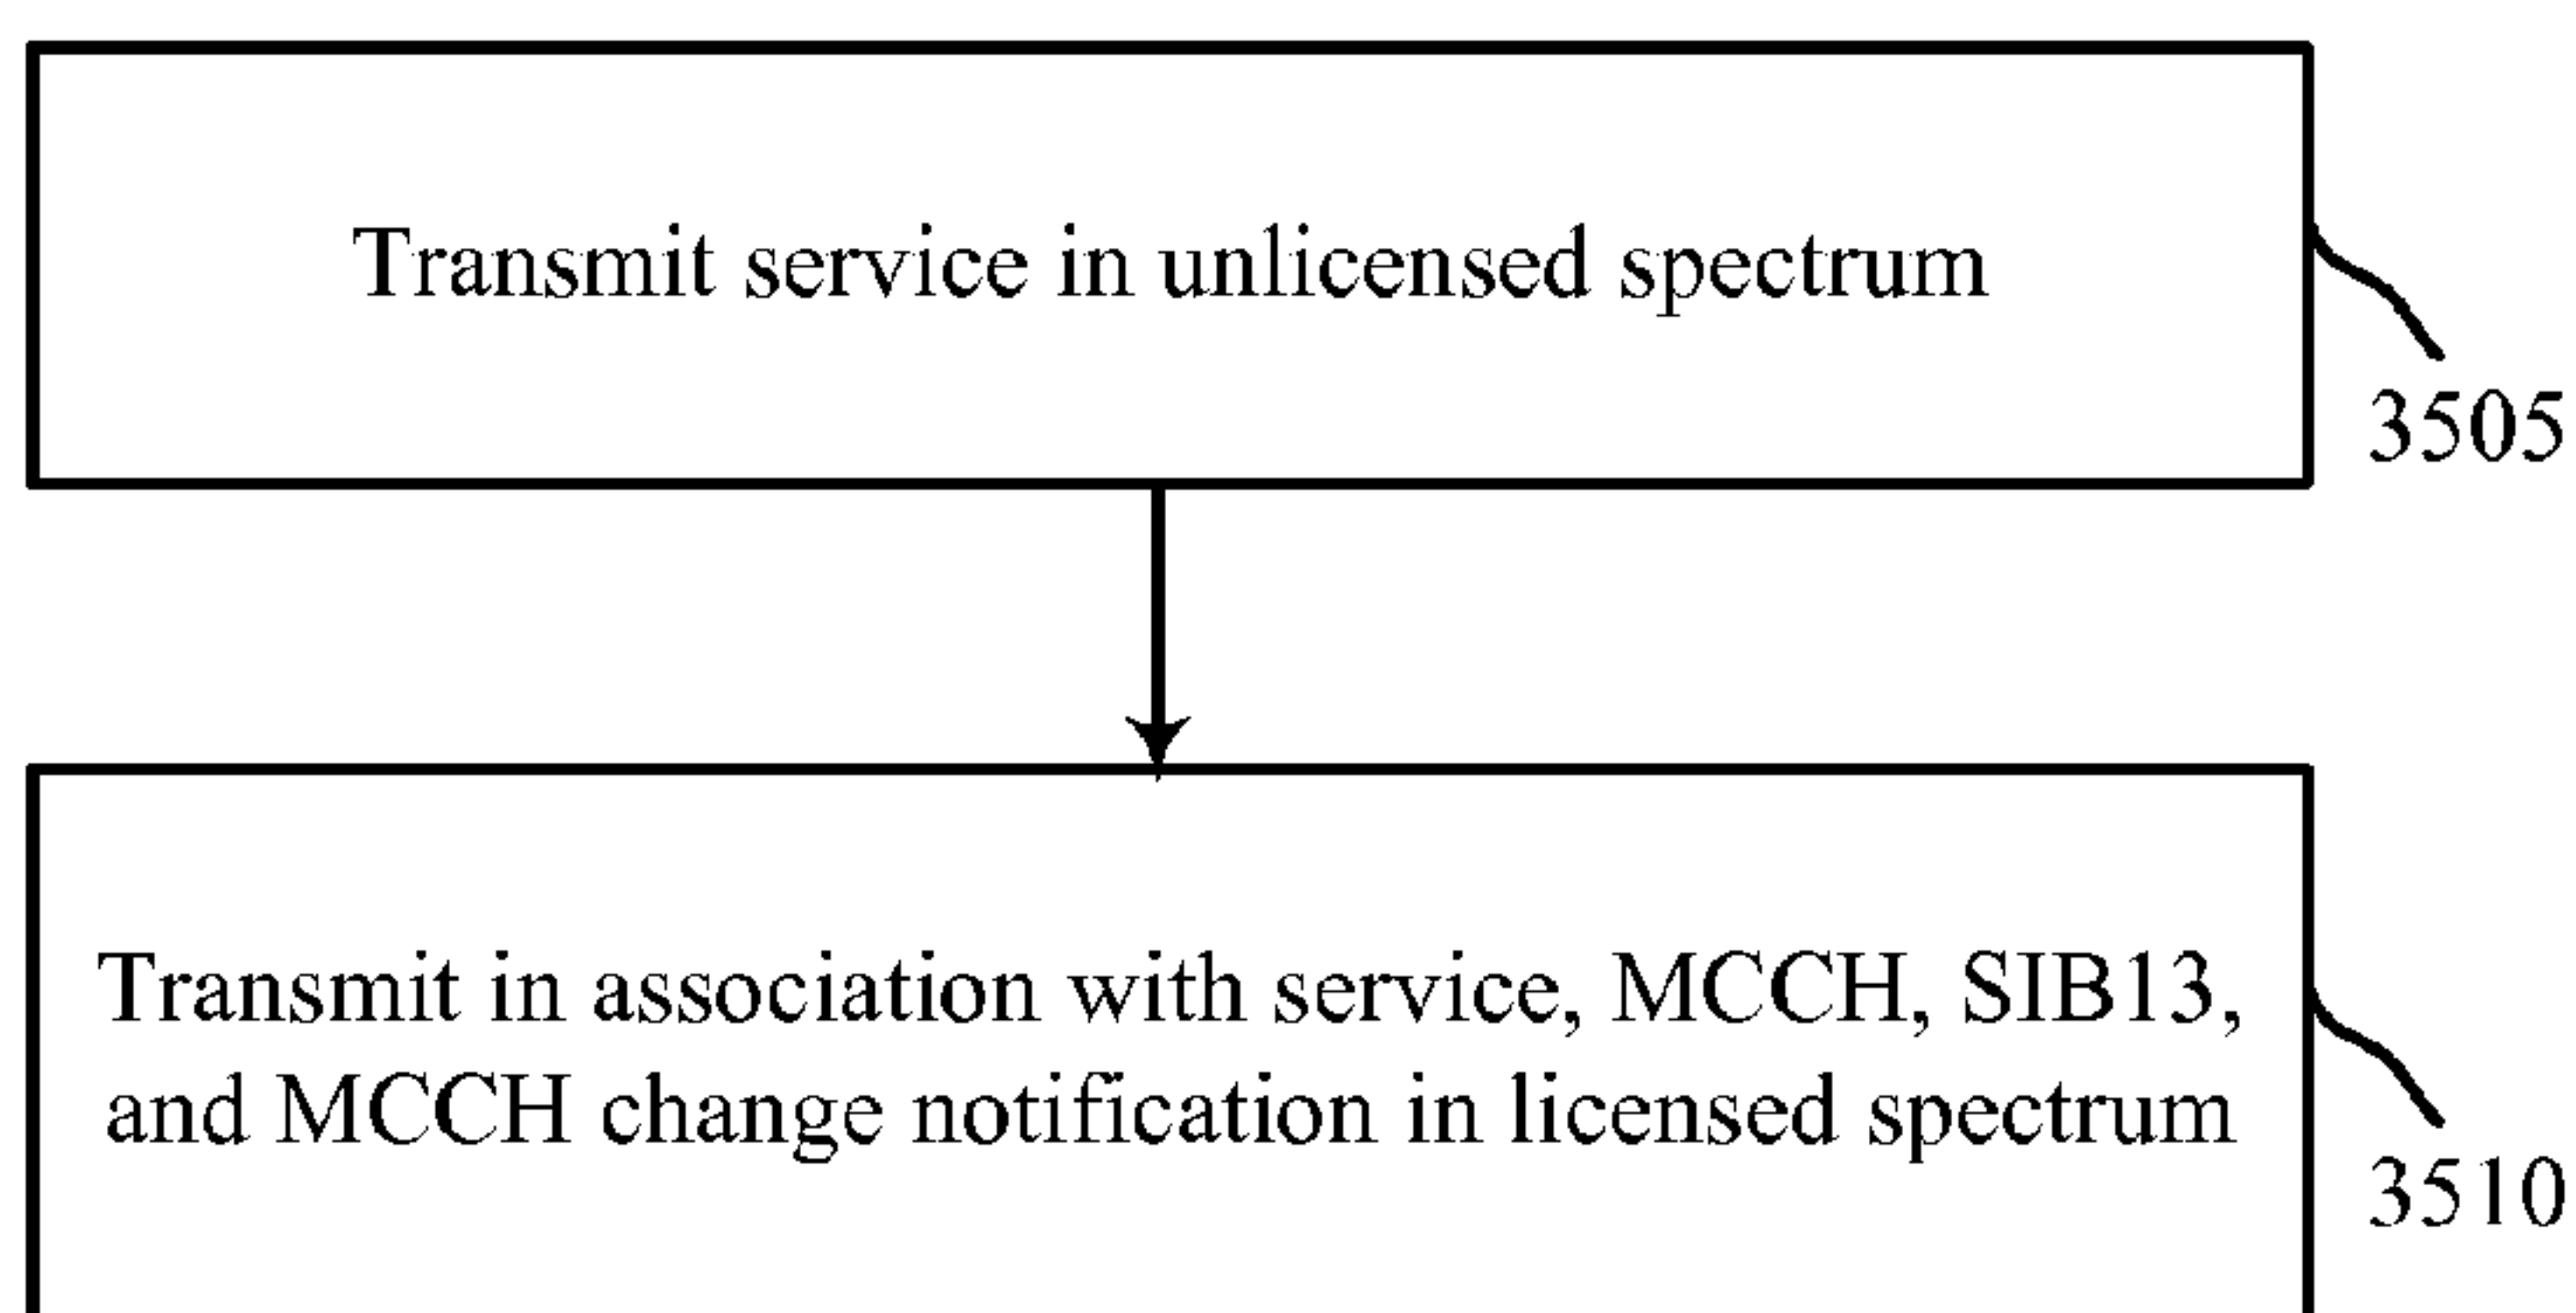 Transmit service in unlicensed spectrum
3505
Transmit in association with service, MCCH, SIB13,
and MCCH change notification in licensed spectrum
3510